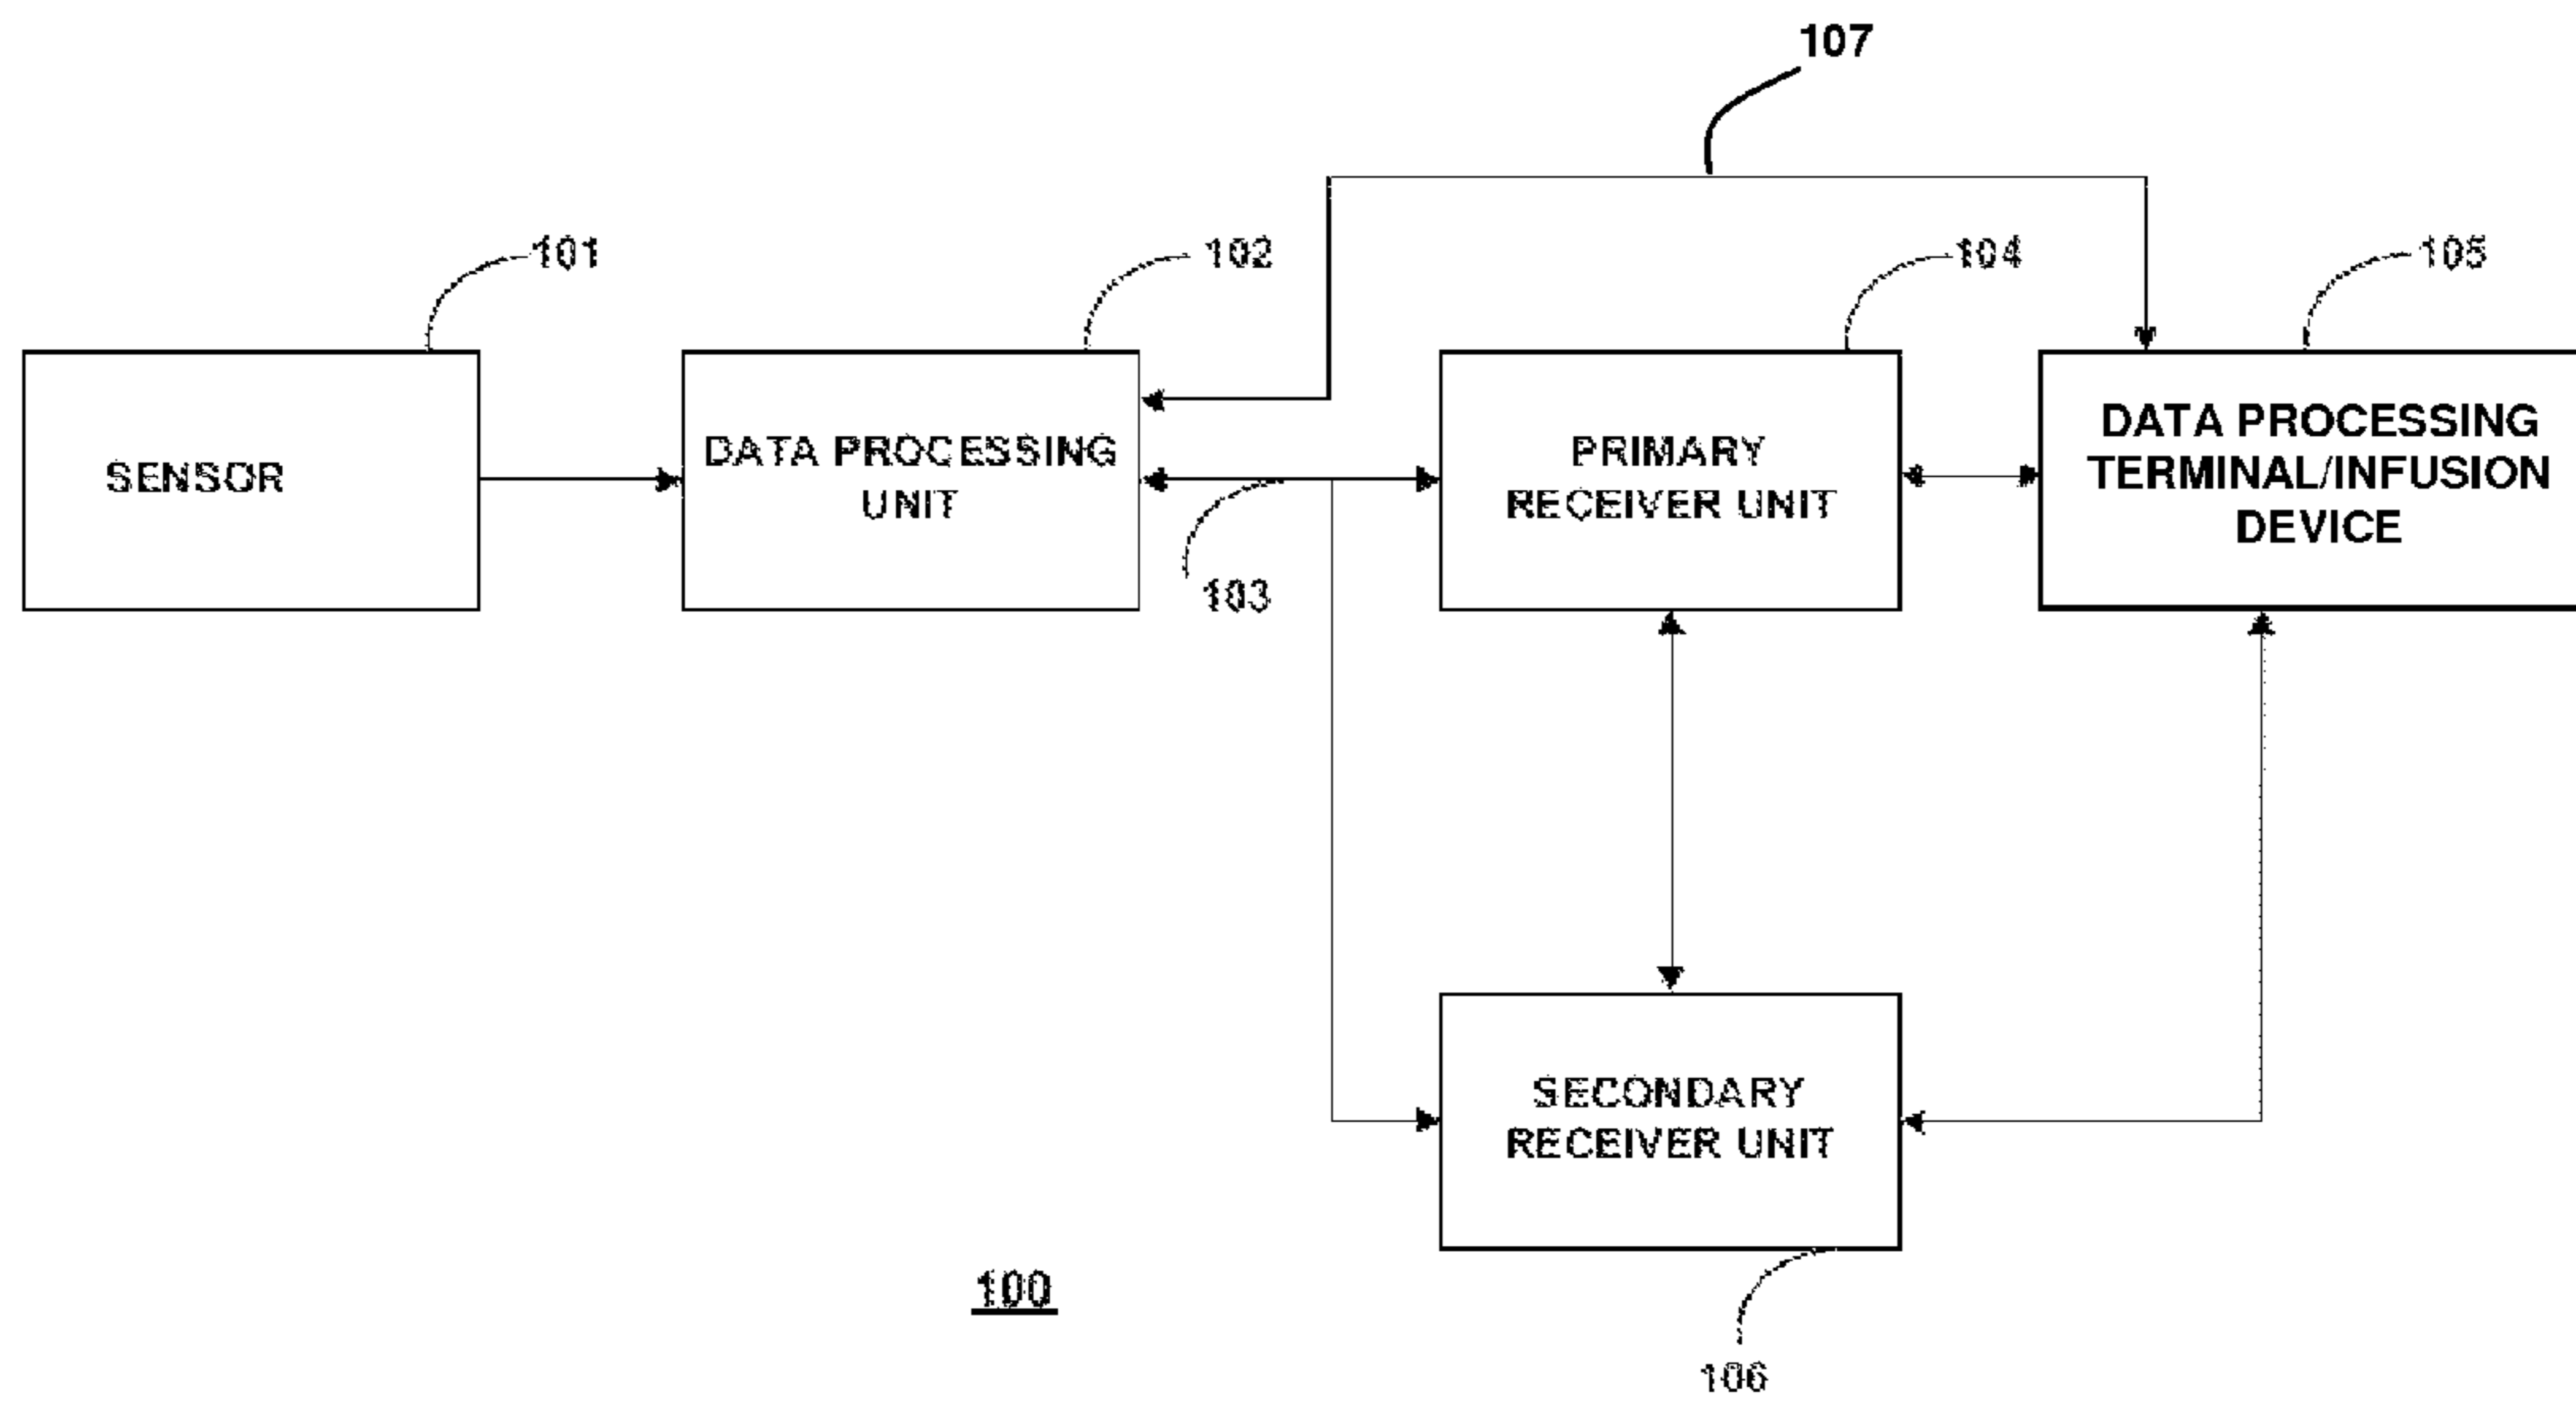 107
101
102
104
105
SENSOR
DATA PROCESSING
UNIT
PRIMARY
RECEIVER UNIT
DATA PROCESSING
TERMINAL/INFUSION
DEVICE
103
SECONDARY
RECEIVER UNIT
100
106